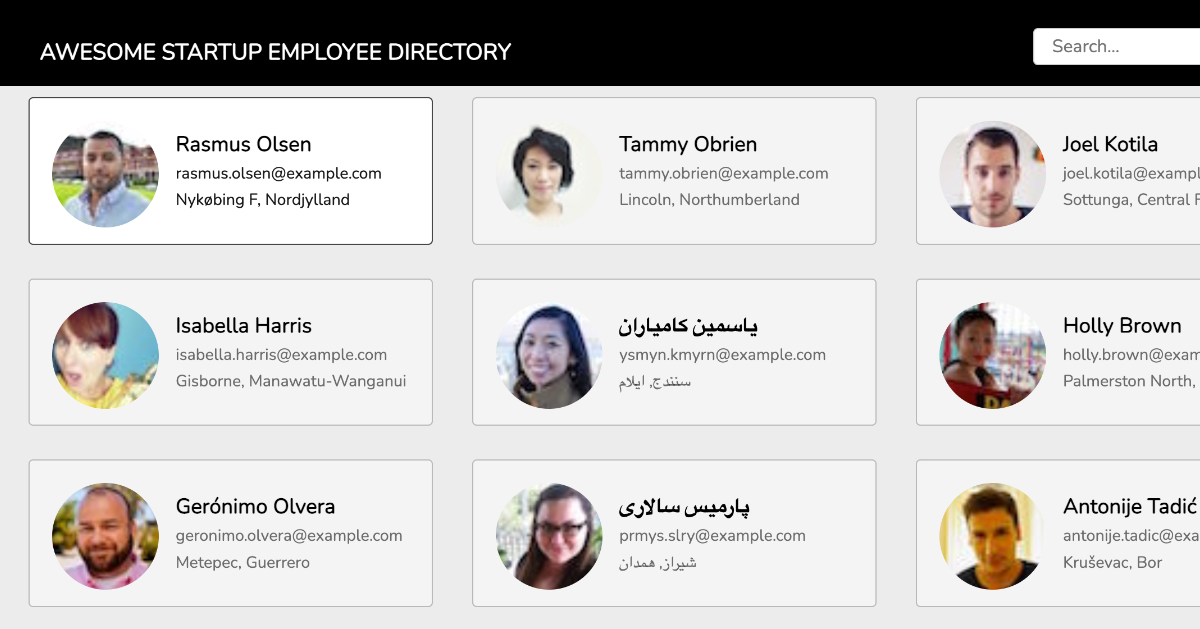 AWESOME STARTUP EMPLOYEE DIRECTORY
Search...
Rasmus Olsen
rasmus.olsen@example.com
Nykøbing F, Nordjylland
Tammy Obrien
tammy.obrien@example.com
Lincoln, Northumberland
Joel Kotila
joel.kotila@exampl
Sottunga, Central F
Isabella Harris
isabella.harris@example.com
Gisborne, Manawatu-Wanganui
یاسمین کامیاران
ysmyn.kmyrn@example.com
سنندج, ایلام
Holly Brown
holly.brown@exam
Palmerston North,
Gerónimo Olvera
geronimo.olvera@example.com
Metepec, Guerrero
پارمیس سالاری
prmys.slry@example.com
شیراز, همدان
Antonije Tadić
antonije.tadic@exa
Kruševac, Bor